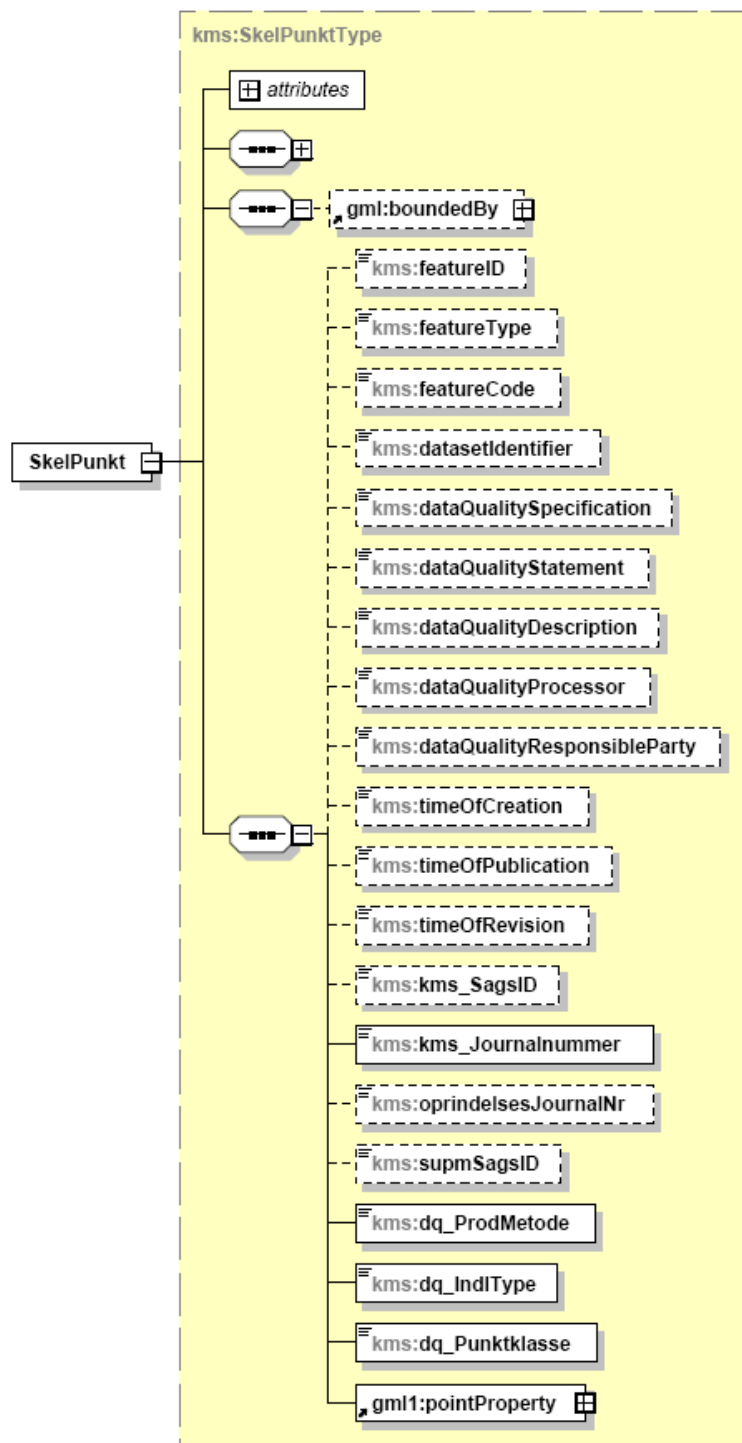 kms:SkelPunktType
attributes
gml:boundedBy
kms:featureID
kms:featureType
kms:featureCode
SkelPunkt
kms:datasetIdentifier
kms:dataQualitySpecification
kms:dataQualityStatement
kms:dataQualityDescription
kms:dataQualityProcessor
kms:dataQualityResponsibleParty
kms:timeOfCreation
kms:timeOfPublication
kms:timeOfRevision
kms:kms_SagsID
kms:kms_Journalnummer
kms:oprindelsesJournalNr
kms:supmSagsID
kms:dq_ProdMetode
kms:dq_IndlType
kms:dq_Punktklasse
gml1:pointProperty